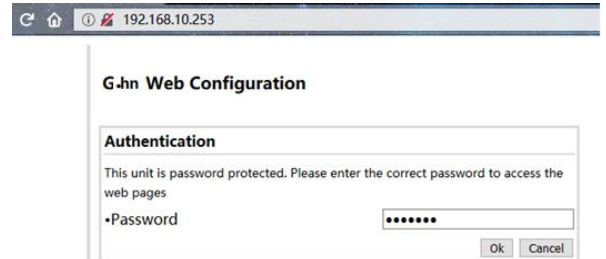 192.168.10.253
G.hn Web Configuration
Authentication
This unit is password protected. Please enter the correct password to access the
web pages
•Password •••••••
Ok Cancel